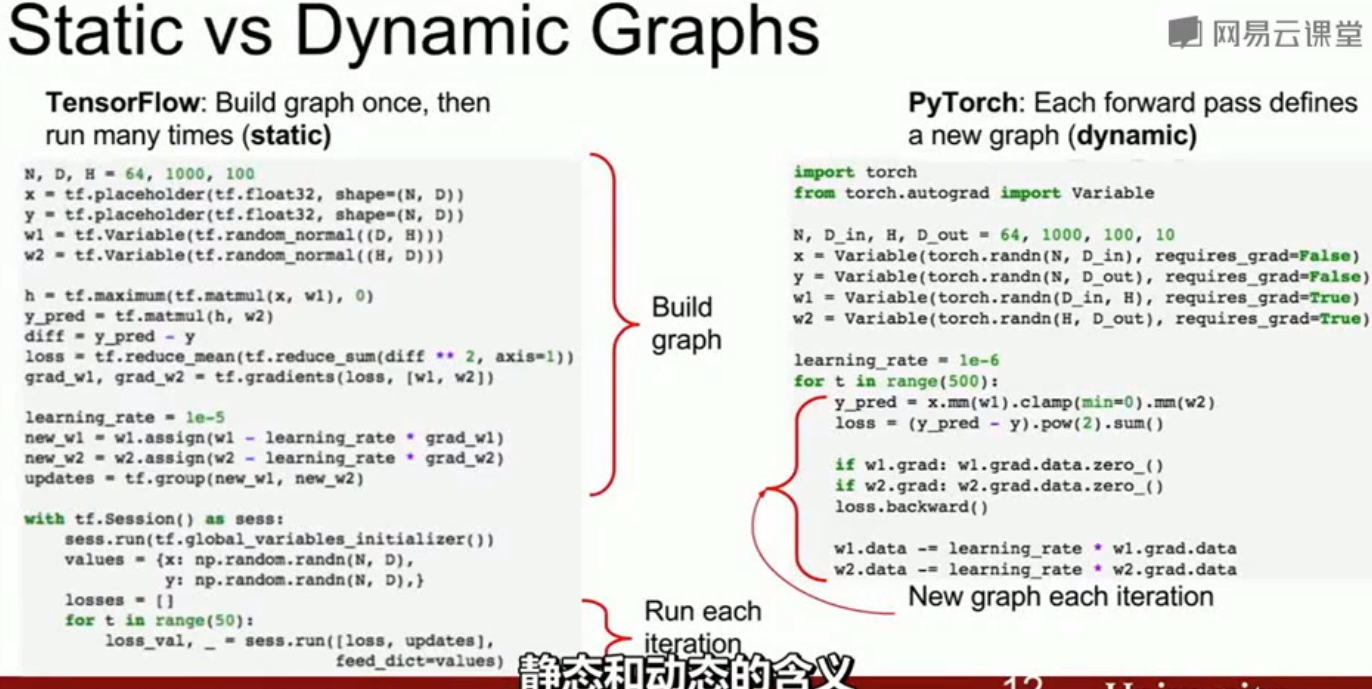 Static vs Dynamic Graphs
网易云课堂
TensorFlow: Build graph once, then
run many times (static)
N, D, H = 64, 1000, 100
x = tf.placeholder(tf.float32, shape=(N, D))
y = tf.placeholder(tf.float32, shape=(N, D))
w1 = tf.Variable(tf.random_normal((D, H)))
w2 = tf.Variable(tf.random_normal((H, D)))
h = tf.maximum(tf.matmul(x, w1), 0)
y_pred = tf.matmul(h, w2)
diff = y_pred - y
loss = tf.reduce_mean(tf.reduce_sum(diff ** 2, axis=1))
grad_w1, grad_w2 = tf.gradients(loss, [w1, w2])
learning_rate = 1e-5
new_w1 = w1.assign(w1 - learning_rate * grad_w1)
new_w2 = w2.assign(w2 - learning_rate * grad_w2)
updates = tf.group(new_w1, new_w2)
with tf.Session() as sess:
sess.run(tf.global_variables_initializer())
values = {x: np.random.randn(N, D),
y: np.random.randn(N, D),}
losses = []
for t in range(50):
loss_val, _ = sess.run([loss, updates],
feed_dict=values)
Build
graph
Run each
iteration
PyTorch: Each forward pass defines
a new graph (dynamic)
import torch
from torch.autograd import Variable
N, D_in, H, D_out = 64, 1000, 100, 10
x = Variable(torch.randn(N, D_in), requires_grad=False)
y = Variable(torch.randn(N, D_out), requires_grad=False)
w1 = Variable(torch.randn(D_in, H), requires_grad=True)
w2 = Variable(torch.randn(H, D_out), requires_grad=True)
learning_rate = 1e-6
for t in range(500):
y_pred = x.mm(w1).clamp(min=0).mm(w2)
loss = (y_pred - y).pow(2).sum()
if w1.grad: w1.grad.data.zero_()
if w2.grad: w2.grad.data.zero_()
loss.backward()
w1.data -= learning_rate * w1.grad.data
w2.data -= learning_rate * w2.grad.data
New graph each iteration
静态和动态的含义